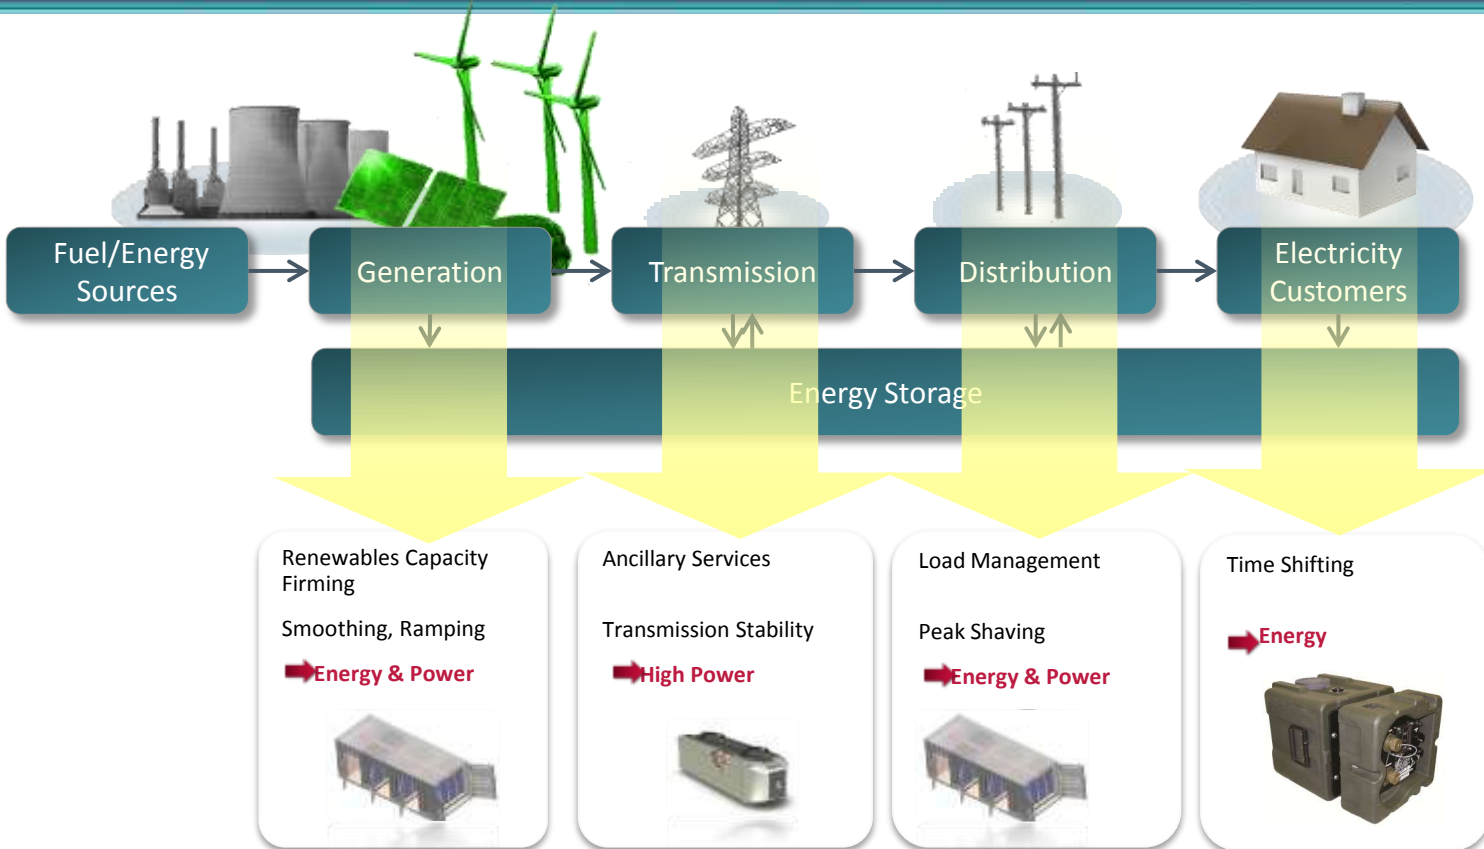 Fuel/Energy
Sources
Generation
Transmission
Distribution
Electricity
Customers
Energy Storage
Renewables Capacity
Firming
Smoothing, Ramping
Energy & Power
Ancillary Services
Transmission Stability
High Power
Load Management
Peak Shaving
Energy & Power
Time Shifting
Energy